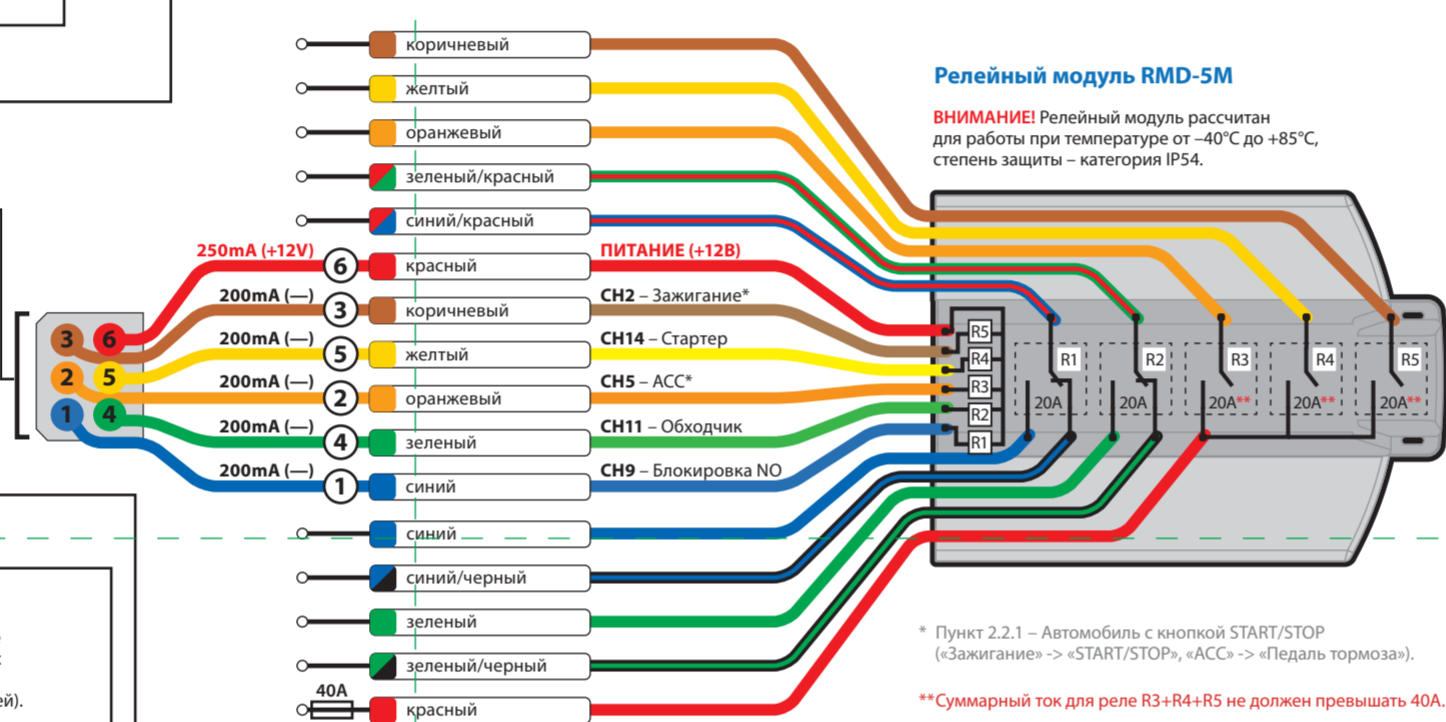 коричневый
желтый
оранжевый
зеленый/красный
синий/красный
Релейный модуль RMD-5M
ВНИМАНИЕ! Релейный модуль рассчитан
для работы при температуре от –40°С до +85°С,
степень защиты – категория IP54.
250mA (+12V) 6 красный ПИТАНИЕ (+12В)
200mA (—) 3 коричневый CH2 – Зажигание*
200mA (—) 5 желтый CH14 – Стартер
200mA (—) 2 оранжевый CH5 – ACC*
200mA (—) 4 зеленый CH11 – Обходчик
200mA (—) 1 синий CH9 – Блокировка NO
3 6
2 5
1 4
R5
R4
R3
R2
R1
R1 R2 R3 R4 R5
20A 20A 20A** 20A** 20A**
синий
синий/черный
зеленый
зеленый/черный
40A
красный
ей).
* Пункт 2.2.1 – Автомобиль с кнопкой START/STOP
(«Зажигание» -> «START/STOP», «ACC» -> «Педаль тормоза»).
**Суммарный ток для реле R3+R4+R5 не должен превышать 40А.